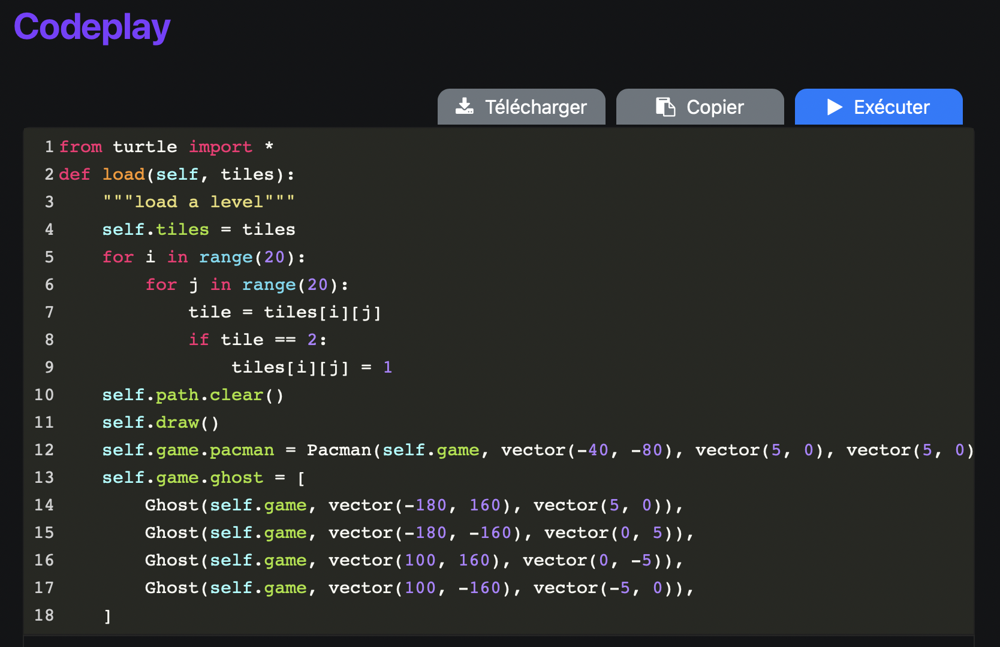 Codeplay
Télécharger Copier Exécuter
1 from turtle import *
2 def load(self, tiles):
3     """load a level"""
4     self.tiles = tiles
5     for i in range(20):
6         for j in range(20):
7             tile = tiles[i][j]
8             if tile == 2:
9                 tiles[i][j] = 1
10     self.path.clear()
11     self.draw()
12     self.game.pacman = Pacman(self.game, vector(-40, -80), vector(5, 0), vector(5, 0)
13     self.game.ghost = [
14         Ghost(self.game, vector(-180, 160), vector(5, 0)),
15         Ghost(self.game, vector(-180, -160), vector(0, 5)),
16         Ghost(self.game, vector(100, 160), vector(0, -5)),
17         Ghost(self.game, vector(100, -160), vector(-5, 0)),
18     ]